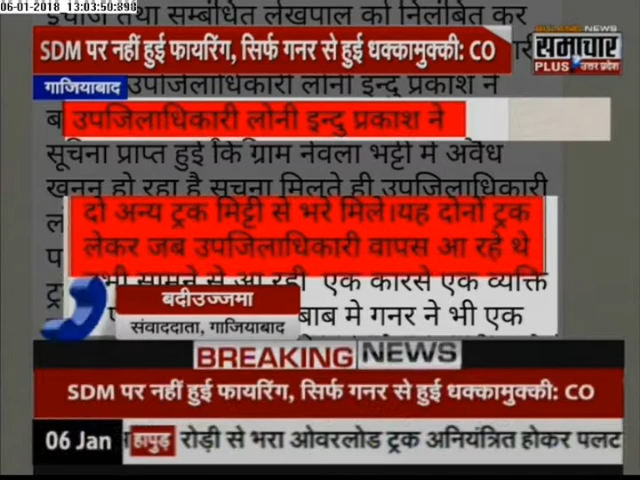 06-01-2018 13:03:50:890
तथा सम्बंधित लेखपाल को निलंबित कर
SDM पर नहीं हुई फायरिंग, सिर्फ गनर से हुई धक्कामुक्की: CO
NEWS
समाचार
PLUS उत्तर प्रदेश
गाजियाबाद
उपजिलाधिकारी लोनी इन्दु प्रकाश ने
उपजिलाधिकारी लोनी इन्दु प्रकाश ने
सूचना प्राप्त हुई कि ग्राम नेवला भट्टी मे अवैध
खनन हो रहा है सूचना मिलते ही उपजिलाधिकारी
दो अन्य ट्रक मिट्टी से भरे मिले।यह दोनों ट्रक
लेकर जब उपजिलाधिकारी वापस आ रहे थे
सामने से आ रही एक कारसे एक व्यक्ति
बदीउज्जमा
संवाददाता, गाजियाबाद
बाब मे गनर ने भी एक
BREAKING NEWS
SDM पर नहीं हुई फायरिंग, सिर्फ गनर से हुई धक्कामुक्की: CO
06 Jan हापुड़ रोड़ी से भरा ओवरलोड ट्रक अनियंत्रित होकर पलट